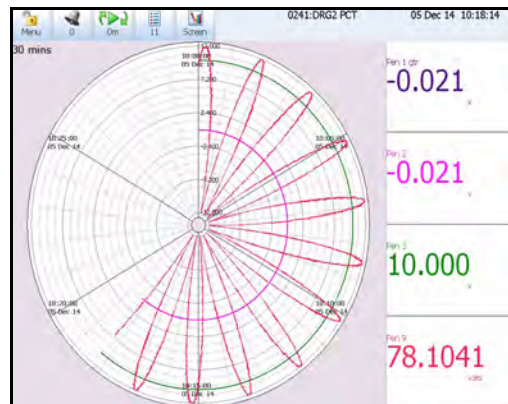 0241:DRG2 PCT
05 Dec 14 10:18:14
Menu
0
0m
11
Screen
30 mins
10:00:00
05 Dec 14
10:05:00
05 Dec 14
10:10:00
05 Dec 14
10:15:00
05 Dec 14
10:20:00
05 Dec 14
10:25:00
05 Dec 14
Pen 1 qtr
-0.021
v
Pen 2
-0.021
v
Pen 3
10.000
v
Pen 9
78.1041